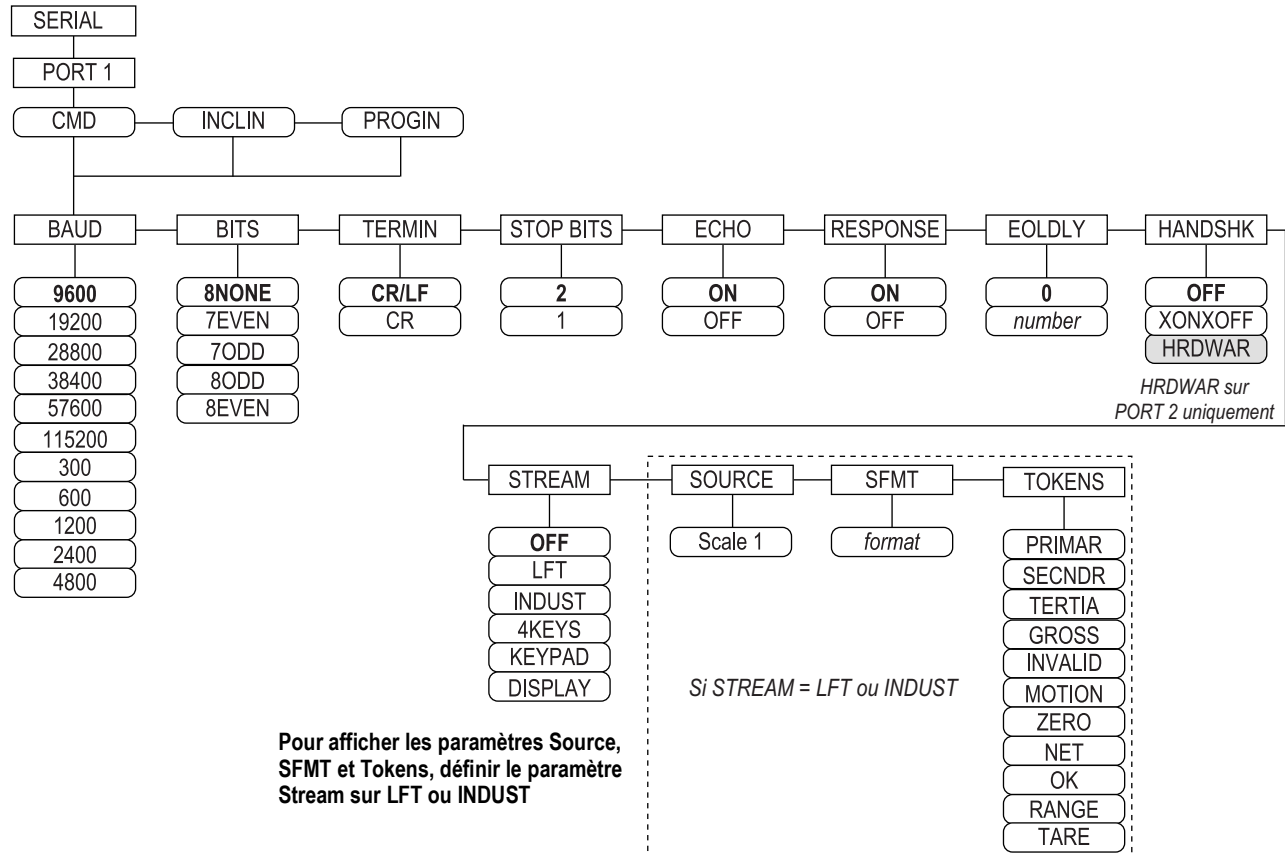 SERIAL
PORT 1
CMD INCLIN PROGIN
BAUD BITS TERMIN STOP BITS ECHO RESPONSE EOLDLY HANDSHK
9600 8NONE CR/LF 2 ON ON 0 OFF
19200 7EVEN CR 1 OFF OFF number XONXOFF
28800 7ODD HRDWAR
38400 8ODD
57600 8EVEN
115200
300
600
1200
2400
4800
HRDWAR sur
PORT 2 uniquement
STREAM SOURCE SFMT TOKENS
OFF Scale 1 format PRIMAR
LFT SECNDR
INDUST TERTIA
4KEYS GROSS
KEYPAD INVALID
DISPLAY MOTION
ZERO
NET
OK
RANGE
TARE
Si STREAM = LFT ou INDUST
Pour afficher les paramètres Source,
SFMT et Tokens, définir le paramètre
Stream sur LFT ou INDUST